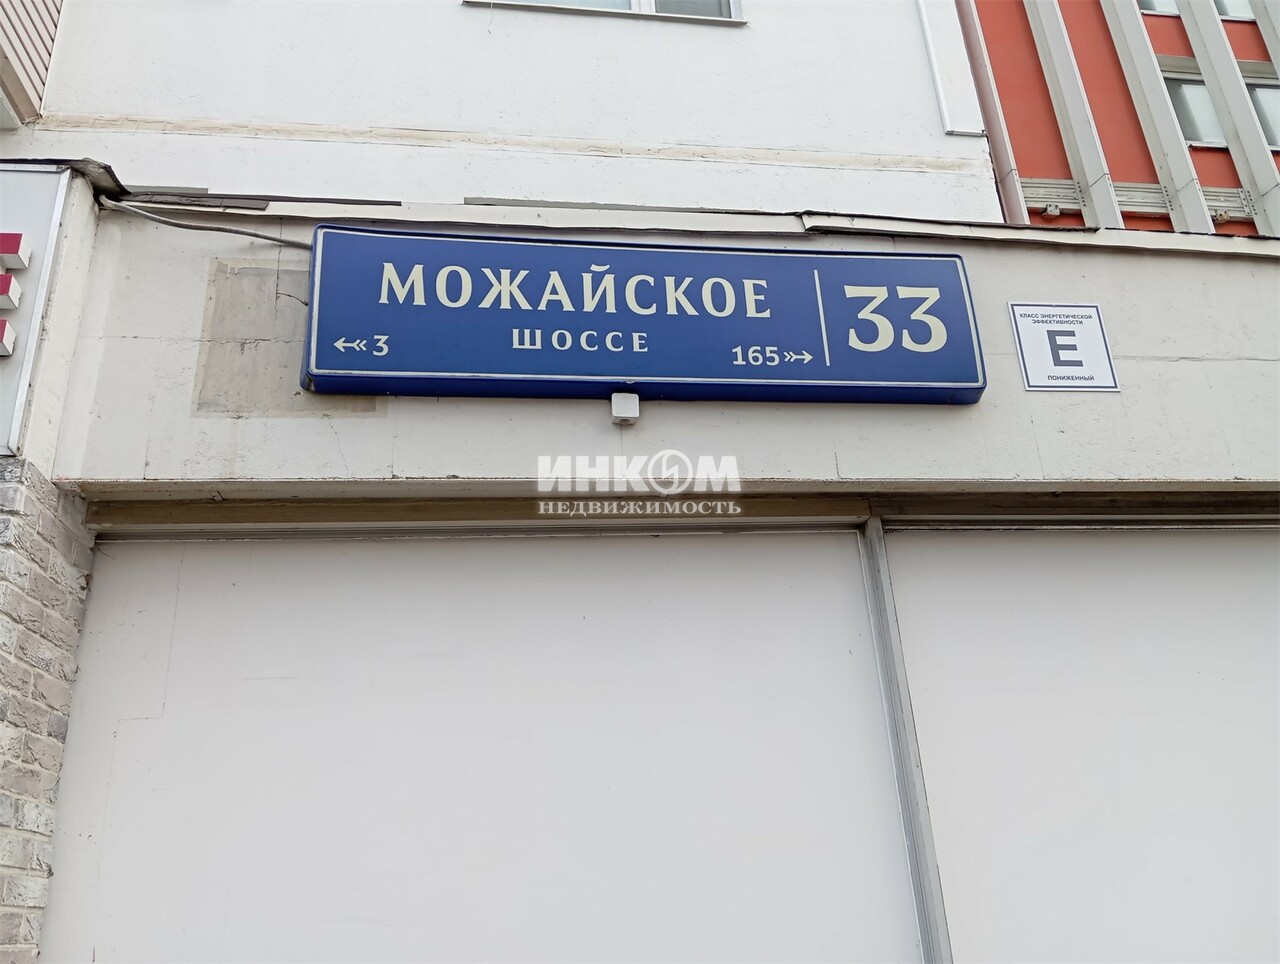 МОЖАЙСКОЕ
ШОССЕ
3
165
33
КЛАСС ЭНЕРГЕТИЧЕСКОЙ
ЭФФЕКТИВНОСТИ
E
ПОНИЖЕННЫЙ
ИНКОМ
НЕДВИЖИМОСТЬ